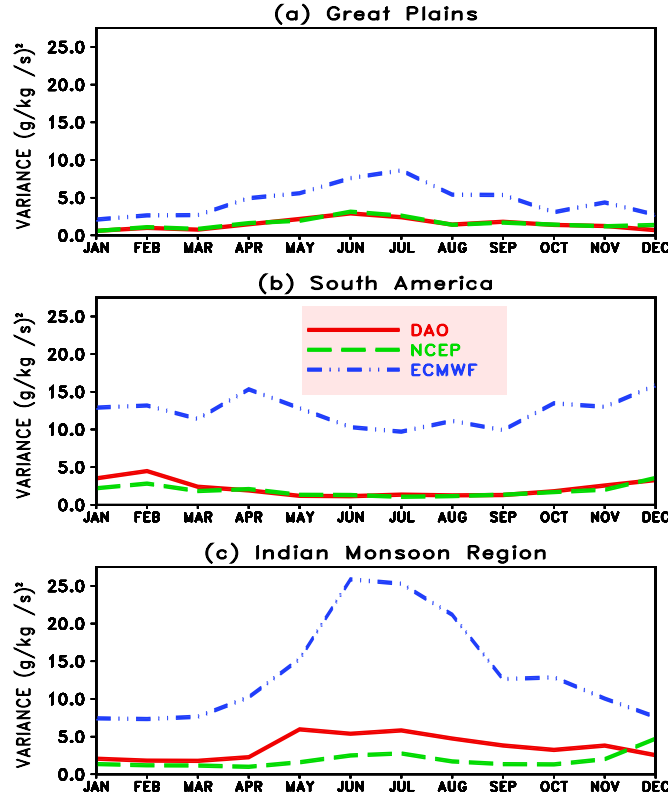 (a) Great Plains
VARIANCE (g/kg /s)²
25.0
20.0
15.0
10.0
5.0
0.0
JAN FEB MAR APR MAY JUN JUL AUG SEP OCT NOV DEC
(b) South America
VARIANCE (g/kg /s)²
25.0
20.0
15.0
10.0
5.0
0.0
DAO
NCEP
ECMWF
JAN FEB MAR APR MAY JUN JUL AUG SEP OCT NOV DEC
(c) Indian Monsoon Region
VARIANCE (g/kg /s)²
25.0
20.0
15.0
10.0
5.0
0.0
JAN FEB MAR APR MAY JUN JUL AUG SEP OCT NOV DEC